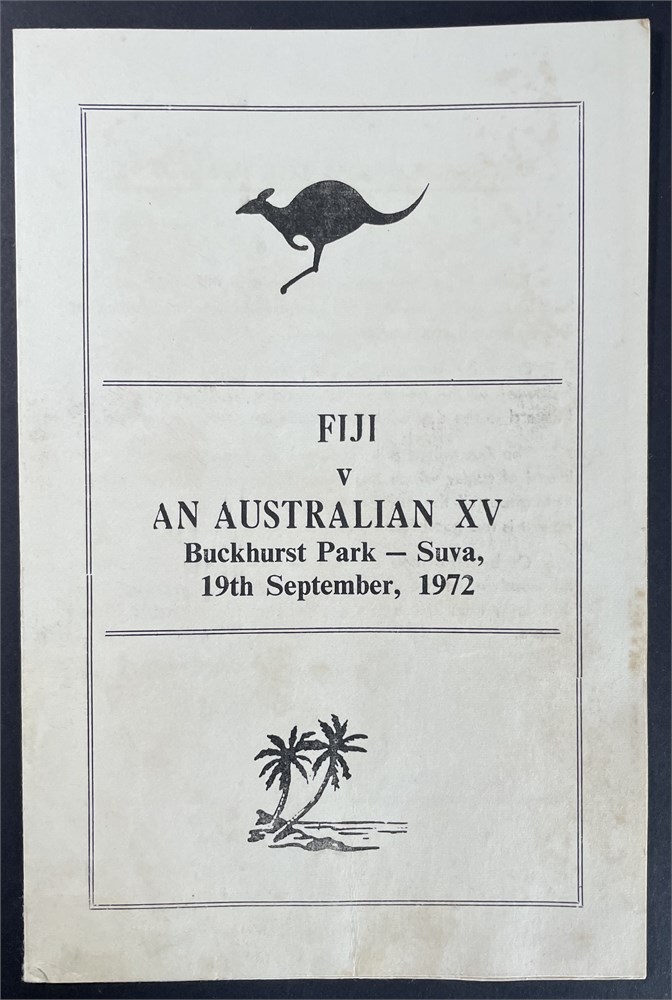 FIJI
v
AN AUSTRALIAN XV
Buckhurst Park — Suva,
19th September, 1972